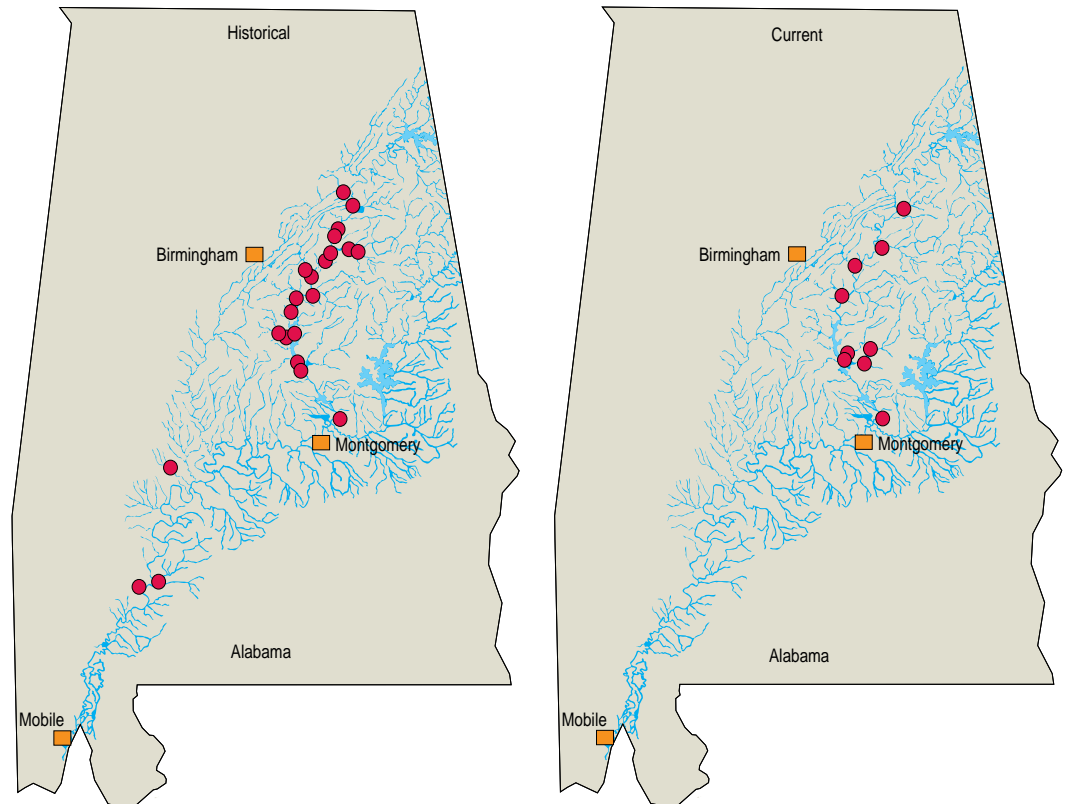 Historical
Birmingham
Montgomery
Alabama
Mobile
Current
Birmingham
Montgomery
Alabama
Mobile